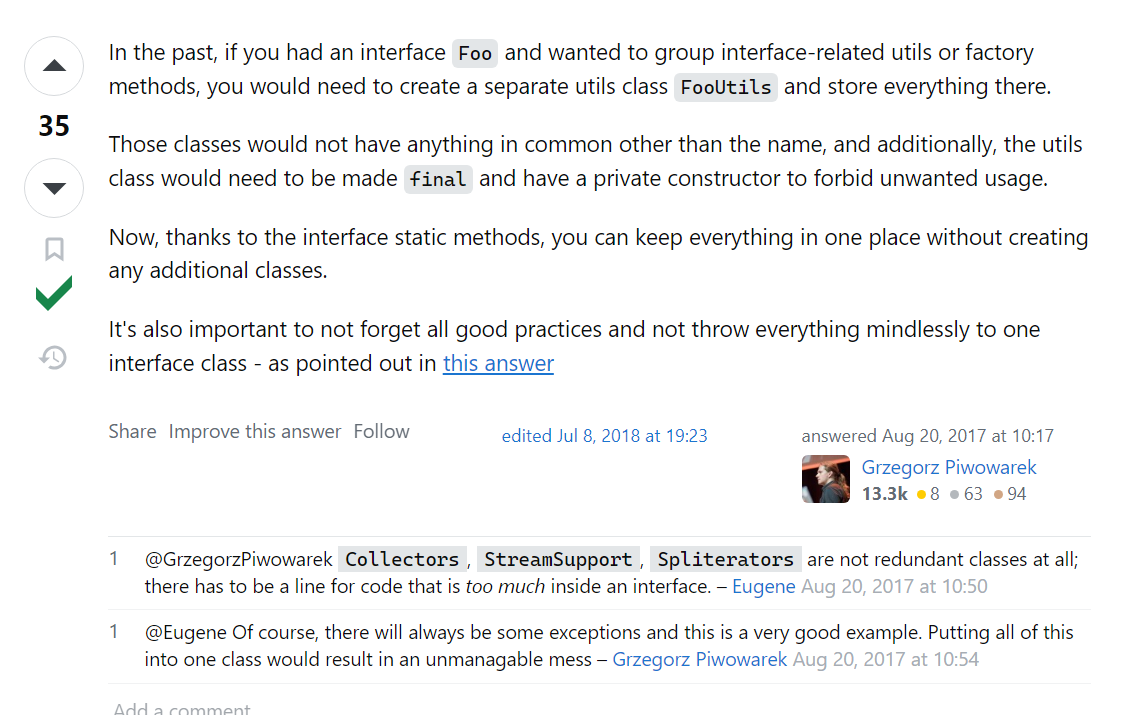 In the past, if you had an interface Foo and wanted to group interface-related utils or factory
methods, you would need to create a separate utils class FooUtils and store everything there.
35
Those classes would not have anything in common other than the name, and additionally, the utils
class would need to be made final and have a private constructor to forbid unwanted usage.
Now, thanks to the interface static methods, you can keep everything in one place without creating
any additional classes.
It's also important to not forget all good practices and not throw everything mindlessly to one
interface class - as pointed out in this answer
Share Improve this answer Follow
edited Jul 8, 2018 at 19:23
answered Aug 20, 2017 at 10:17
Grzegorz Piwowarek
13.3k 8 63 94
1 @GrzegorzPiwowarek Collectors, StreamSupport, Spliterators are not redundant classes at all;
there has to be a line for code that is too much inside an interface. – Eugene Aug 20, 2017 at 10:50
1 @Eugene Of course, there will always be some exceptions and this is a very good example. Putting all of this
into one class would result in an unmanagable mess – Grzegorz Piwowarek Aug 20, 2017 at 10:54
Add a comment